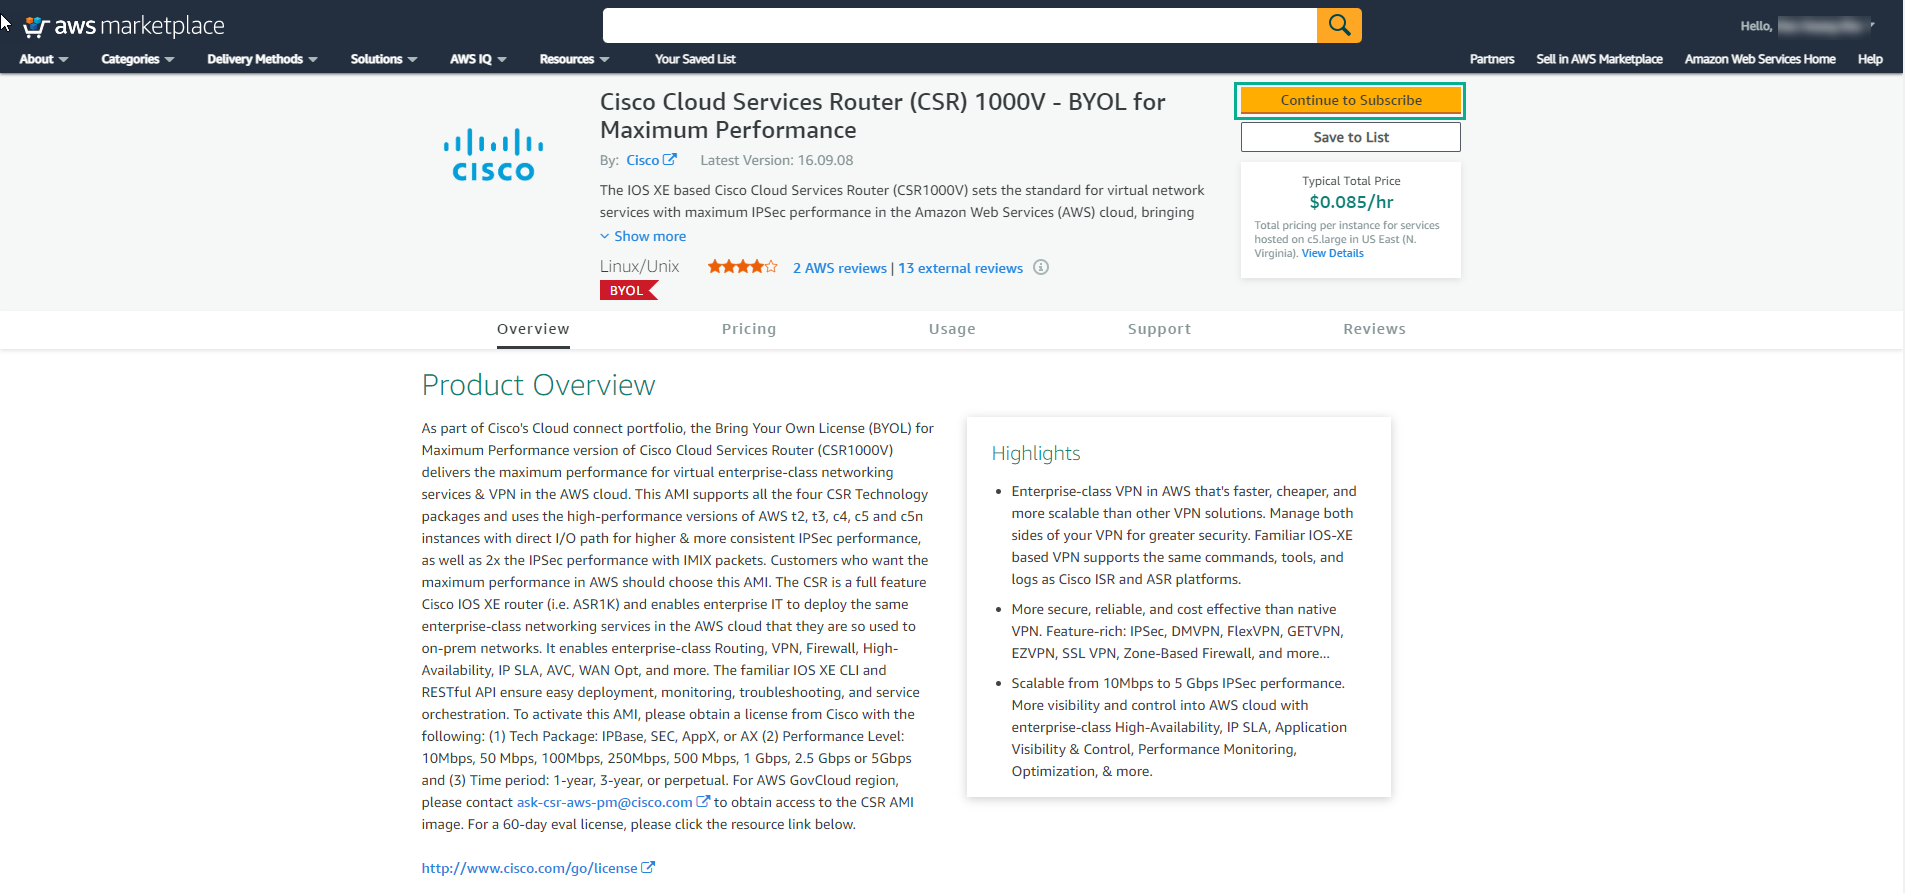 aws marketplace
Hello,
About
Categories
Delivery Methods
Solutions
AWS IQ
Resources
Your Saved List
Partners
Sell in AWS Marketplace
Amazon Web Services Home
Help
CISCO
Cisco Cloud Services Router (CSR) 1000V - BYOL for
Maximum Performance
By: Cisco
Latest Version: 16.09.08
The IOS XE based Cisco Cloud Services Router (CSR1000V) sets the standard for virtual network
services with maximum IPSec performance in the Amazon Web Services (AWS) cloud, bringing
Show more
Linux/Unix
2 AWS reviews | 13 external reviews
BYOL
Continue to Subscribe
Save to List
Typical Total Price
$0.085/hr
Total pricing per instance for services
hosted on c5.large in US East (N.
Virginia). View Details
Overview
Pricing
Usage
Support
Reviews
Product Overview
As part of Cisco's Cloud connect portfolio, the Bring Your Own License (BYOL) for
Maximum Performance version of Cisco Cloud Services Router (CSR1000V)
delivers the maximum performance for virtual enterprise-class networking
services & VPN in the AWS cloud. This AMI supports all the four CSR Technology
packages and uses the high-performance versions of AWS t2, t3, c4, c5 and c5n
instances with direct I/O path for higher & more consistent IPSec performance,
as well as 2x the IPSec performance with IMIX packets. Customers who want the
maximum performance in AWS should choose this AMI. The CSR is a full feature
Cisco IOS XE router (i.e. ASR1K) and enables enterprise IT to deploy the same
enterprise-class networking services in the AWS cloud that they are so used to
on-prem networks. It enables enterprise-class Routing, VPN, Firewall, High-
Availability, IP SLA, AVC, WAN Opt, and more. The familiar IOS XE CLI and
RESTful API ensure easy deployment, monitoring, troubleshooting, and service
orchestration. To activate this AMI, please obtain a license from Cisco with the
following: (1) Tech Package: IPBase, SEC, AppX, or AX (2) Performance Level:
10Mbps, 50 Mbps, 100Mbps, 250Mbps, 500 Mbps, 1 Gbps, 2.5 Gbps or 5Gbps
and (3) Time period: 1-year, 3-year, or perpetual. For AWS GovCloud region,
please contact ask-csr-aws-pm@cisco.com to obtain access to the CSR AMI
image. For a 60-day eval license, please click the resource link below.
http://www.cisco.com/go/license
Highlights
• Enterprise-class VPN in AWS that's faster, cheaper, and
more scalable than other VPN solutions. Manage both
sides of your VPN for greater security. Familiar IOS-XE
based VPN supports the same commands, tools, and
logs as Cisco ISR and ASR platforms.
• More secure, reliable, and cost effective than native
VPN. Feature-rich: IPSec, DMVPN, FlexVPN, GETVPN,
EZVPN, SSL VPN, Zone-Based Firewall, and more...
• Scalable from 10Mbps to 5 Gbps IPSec performance.
More visibility and control into AWS cloud with
enterprise-class High-Availability, IP SLA, Application
Visibility & Control, Performance Monitoring,
Optimization, & more.